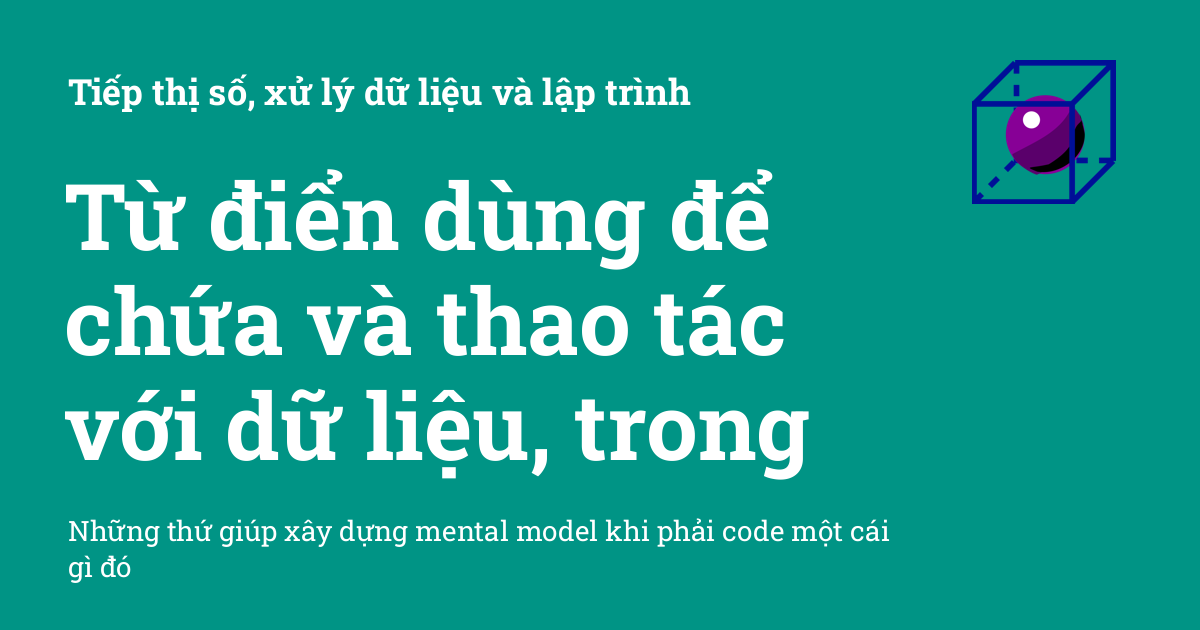 Tiếp thị số, xử lý dữ liệu và lập trình
Từ điển dùng để
chứa và thao tác
với dữ liệu, trong
Những thứ giúp xây dựng mental model khi phải code một cái
gì đó